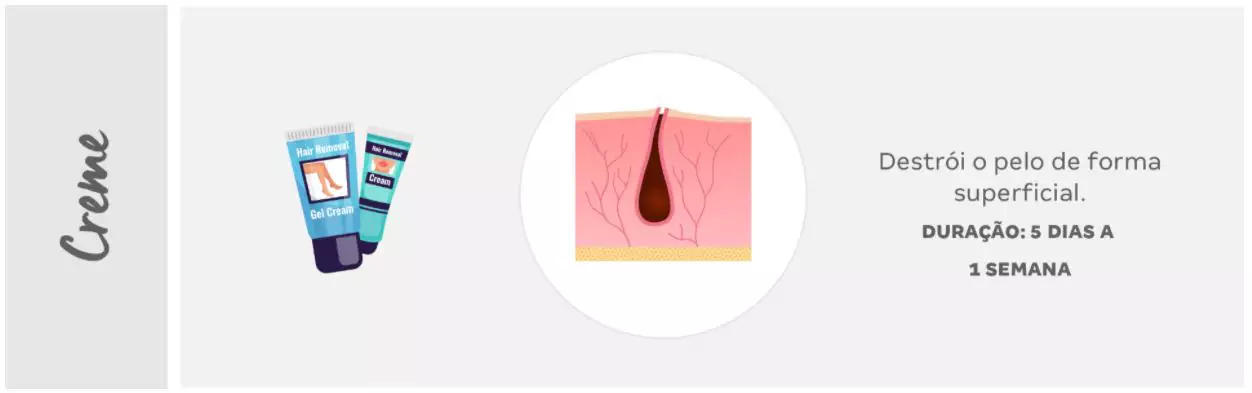 Creme
Hair Removal
Gel Cream
Hair Removal
Cream
Destrói o pelo de forma
superficial.
DURAÇÃO: 5 DIAS A
1 SEMANA